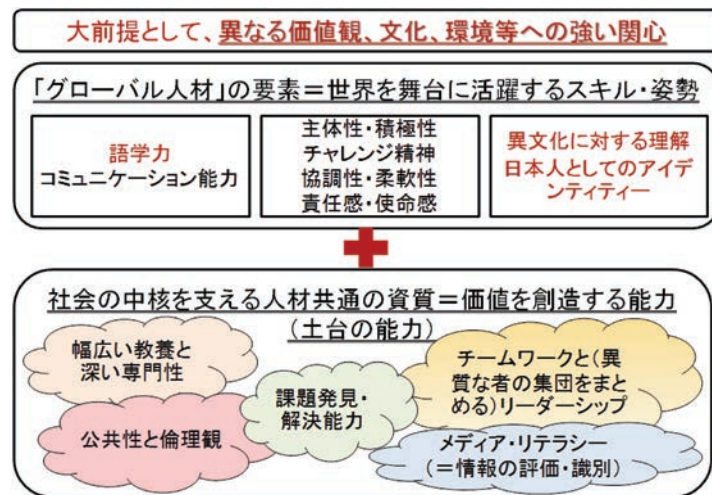 大前提として、異なる価値観、文化、環境等への強い関心
「グローバル人材」の要素＝世界を舞台に活躍するスキル・姿勢
語学力
コミュニケーション能力
主体性・積極性
チャレンジ精神
協調性・柔軟性
責任感・使命感
異文化に対する理解
日本人としてのアイデ
ンティティー
社会の中核を支える人材共通の資質＝価値を創造する能力
（土台の能力）
幅広い教養と
深い専門性
公共性と倫理観
課題発見・
解決能力
チームワークと（異
質な者の集団をまと
める）リーダーシップ
メディア・リテラシー
（＝情報の評価・識別）